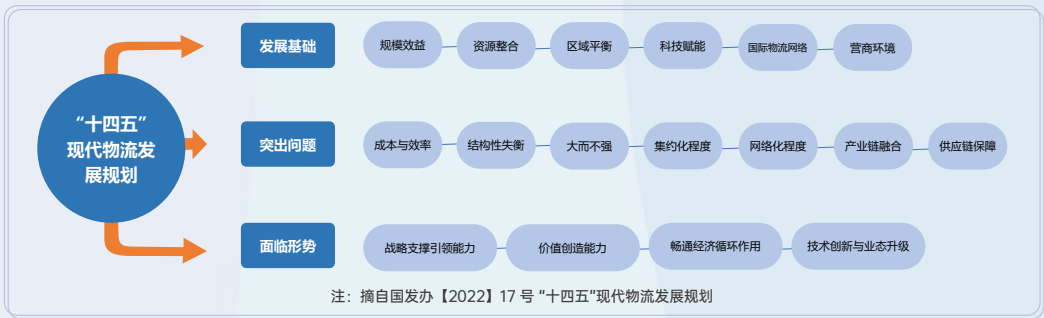 “十四五”
现代物流发
展规划
发展基础
规模效益
资源整合
区域平衡
科技赋能
国际物流网络
营商环境
突出问题
成本与效率
结构性失衡
大而不强
集约化程度
网络化程度
产业链融合
供应链保障
面临形势
战略支撑引领能力
价值创造能力
畅通经济循环作用
技术创新与业态升级
注：摘自国发办【2022】17 号 “十四五”现代物流发展规划